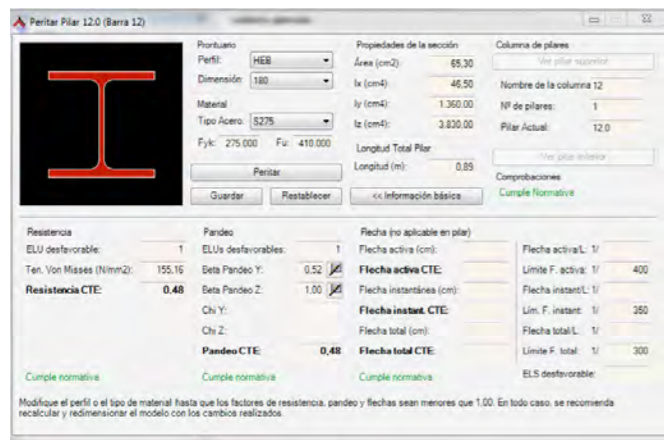 Peritar Pilar 12.0 (Barra 12)
Prontuario
Perfil: HEB
Dimensión: 180
Material
Tipo Acero: S275
Fyk: 275.000 Fu: 410.000
Peritar
Guardar Restablecer
Propiedades de la sección
Área (cm2): 65,30
Ix (cm4): 46,50
Iy (cm4): 1.360,00
Iz (cm4): 3.830,00
Longitud Total Pilar
Longitud (m): 0,89
<< Información básica
Columna de pilares
Ver pilar superior
Nombre de la columna 12
Nº de pilares: 1
Pilar Actual: 12.0
Ver pilar inferior
Comprobaciones
Cumple Normativa
Resistencia
ELU desfavorable: 1
Ten. Von Misses (N/mm2): 155,16
Resistencia CTE: 0,48
Cumple normativa
Pandeo
ELUs desfavorables: 1
Beta Pandeo Y: 0,52
Beta Pandeo Z: 1,00
Chi Y:
Chi Z:
Pandeo CTE: 0,48
Cumple normativa
Flecha (no aplicable en pilar)
Flecha activa (cm):
Flecha activa CTE:
Flecha instantánea (cm):
Flecha instant. CTE:
Flecha total (cm):
Flecha total CTE:
Cumple normativa
Flecha activa/L: 1/
Límite F. activa: 1/ 400
Flecha instant/L: 1/
Lím. F. instant: 1/ 350
Flecha total/L: 1/
Límite F. total: 1/ 300
ELS desfavorable:
Modifique el perfil o el tipo de material hasta que los factores de resistencia, pandeo y flechas sean menores que 1.00. En todo caso, se recomienda
recalcular y redimensionar el modelo con los cambios realizados.